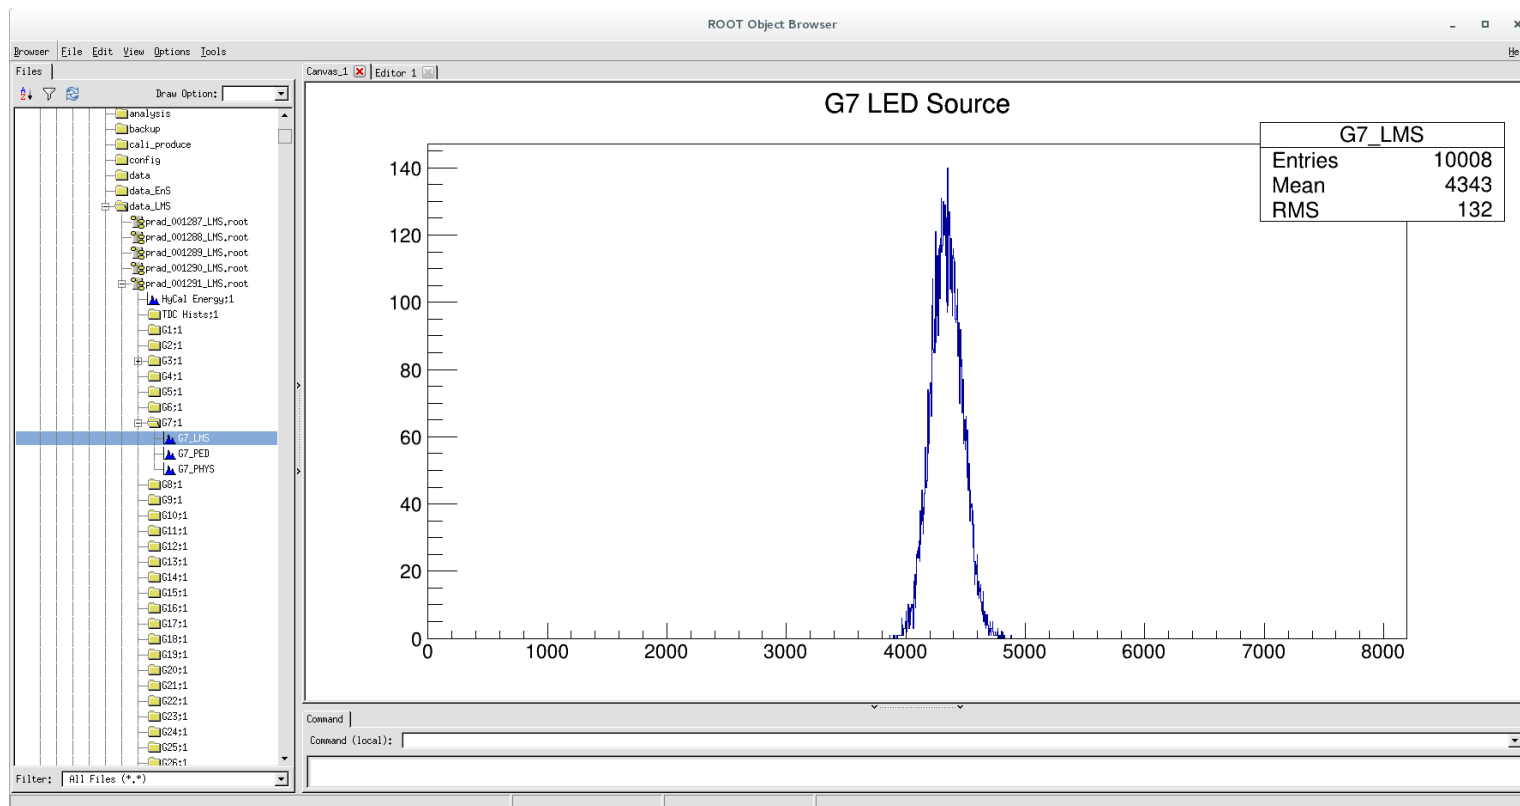 ROOT Object Browser
Browser File Edit View Options Tools
Files
Draw Option:
analysis
backup
cali_produce
config
data
data_EnS
data_LMS
prad_001287_LMS.root
prad_001288_LMS.root
prad_001289_LMS.root
prad_001290_LMS.root
prad_001291_LMS.root
HyCal Energy;1
TDC Hists;1
G1;1
G2;1
G3;1
G4;1
G5;1
G6;1
G7;1
G7_LMS
G7_PED
G7_PHYS
G8;1
G9;1
G10;1
G11;1
G12;1
G13;1
G14;1
G15;1
G16;1
G17;1
G18;1
G19;1
G20;1
G21;1
G22;1
G23;1
G24;1
G25;1
G26;1
Filter: All Files (*.*)
Canvas_1 Editor 1
G7 LED Source
G7_LMS
Entries 10008
Mean 4343
RMS 132
140
120
100
80
60
40
20
0
0 1000 2000 3000 4000 5000 6000 7000 8000
Command
Command (local):